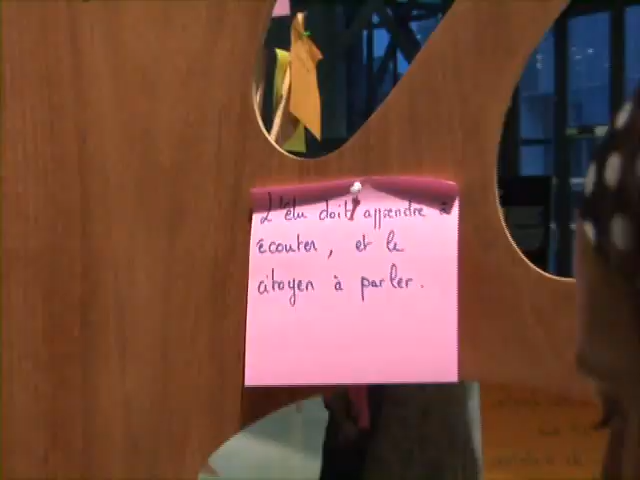 L'élu doit apprendre à
écouter, et le
citoyen à parler.